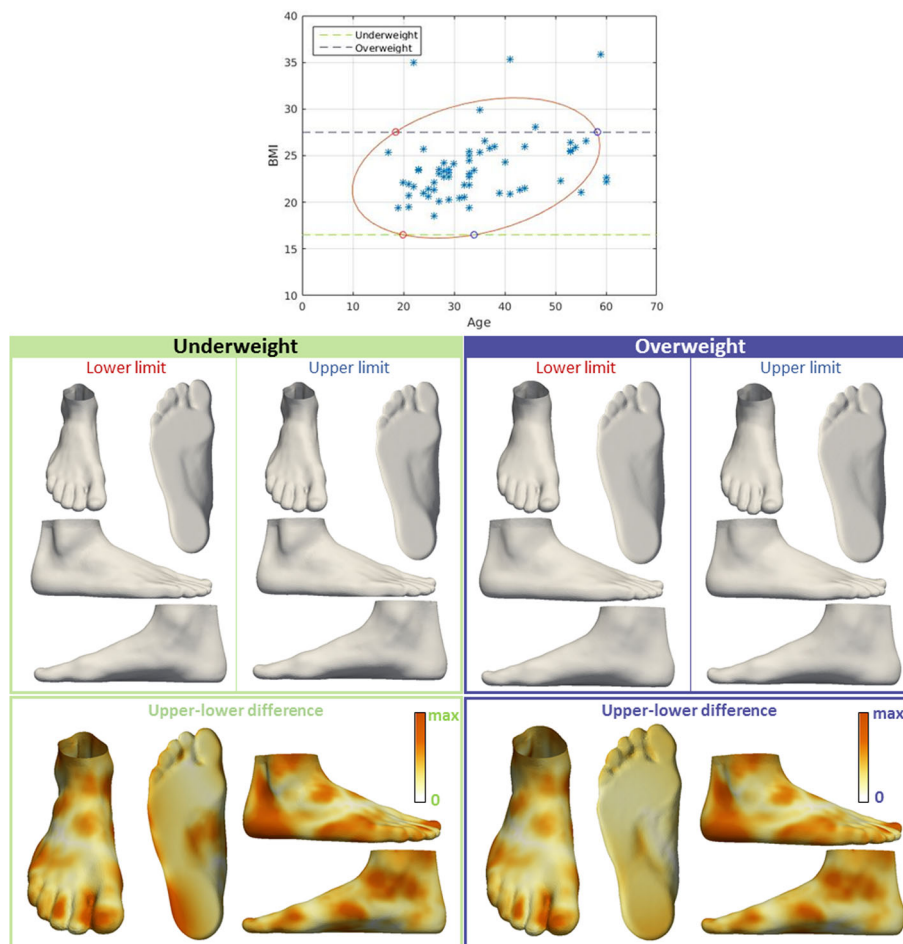 40
35
30
25
20
15
10
BMI
Underweight
Overweight
0 10 20 30 40 50 60 70
Age
Underweight
Lower limit Upper limit
Overweight
Lower limit Upper limit
Upper-lower difference
max
0
Upper-lower difference
max
0